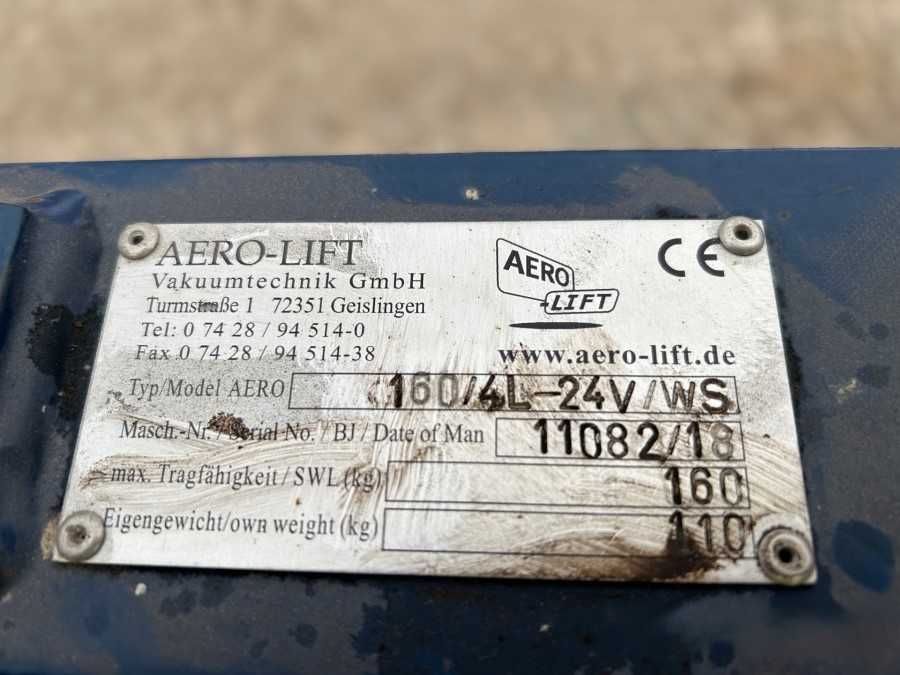 AERO-LIFT
Vakuumtechnik GmbH
Turmstraße 1 72351 Geislingen
Tel: 0 74 28 / 94 514-0
Fax 0 74 28 / 94 514-38
AERO
LIFT
CE
www.aero-lift.de
Typ/Model AERO 160/4L-24V/WS
Masch.-Nr. / Serial No. / BJ / Date of Man 11082/18
max. Tragfähigkeit / SWL (kg) 160
Eigengewicht/own weight (kg) 110